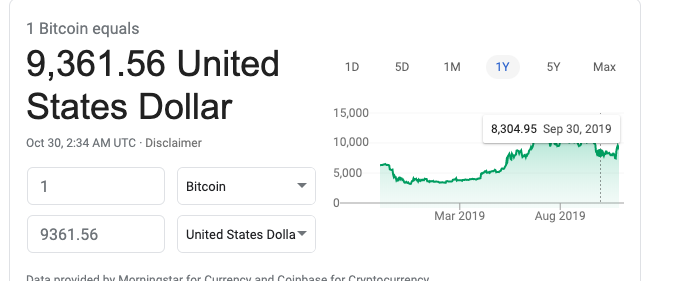 1 Bitcoin equals
9,361.56 United
States Dollar
Oct 30, 2:34 AM UTC · Disclaimer
1
Bitcoin
9361.56
United States Dolla
1D 5D 1M 1Y 5Y Max
15,000
10,000
5,000
0
8,304.95 Sep 30, 2019
Mar 2019 Aug 2019
Data provided by Morningstar for Currency and Coinbase for Cryptocurrency